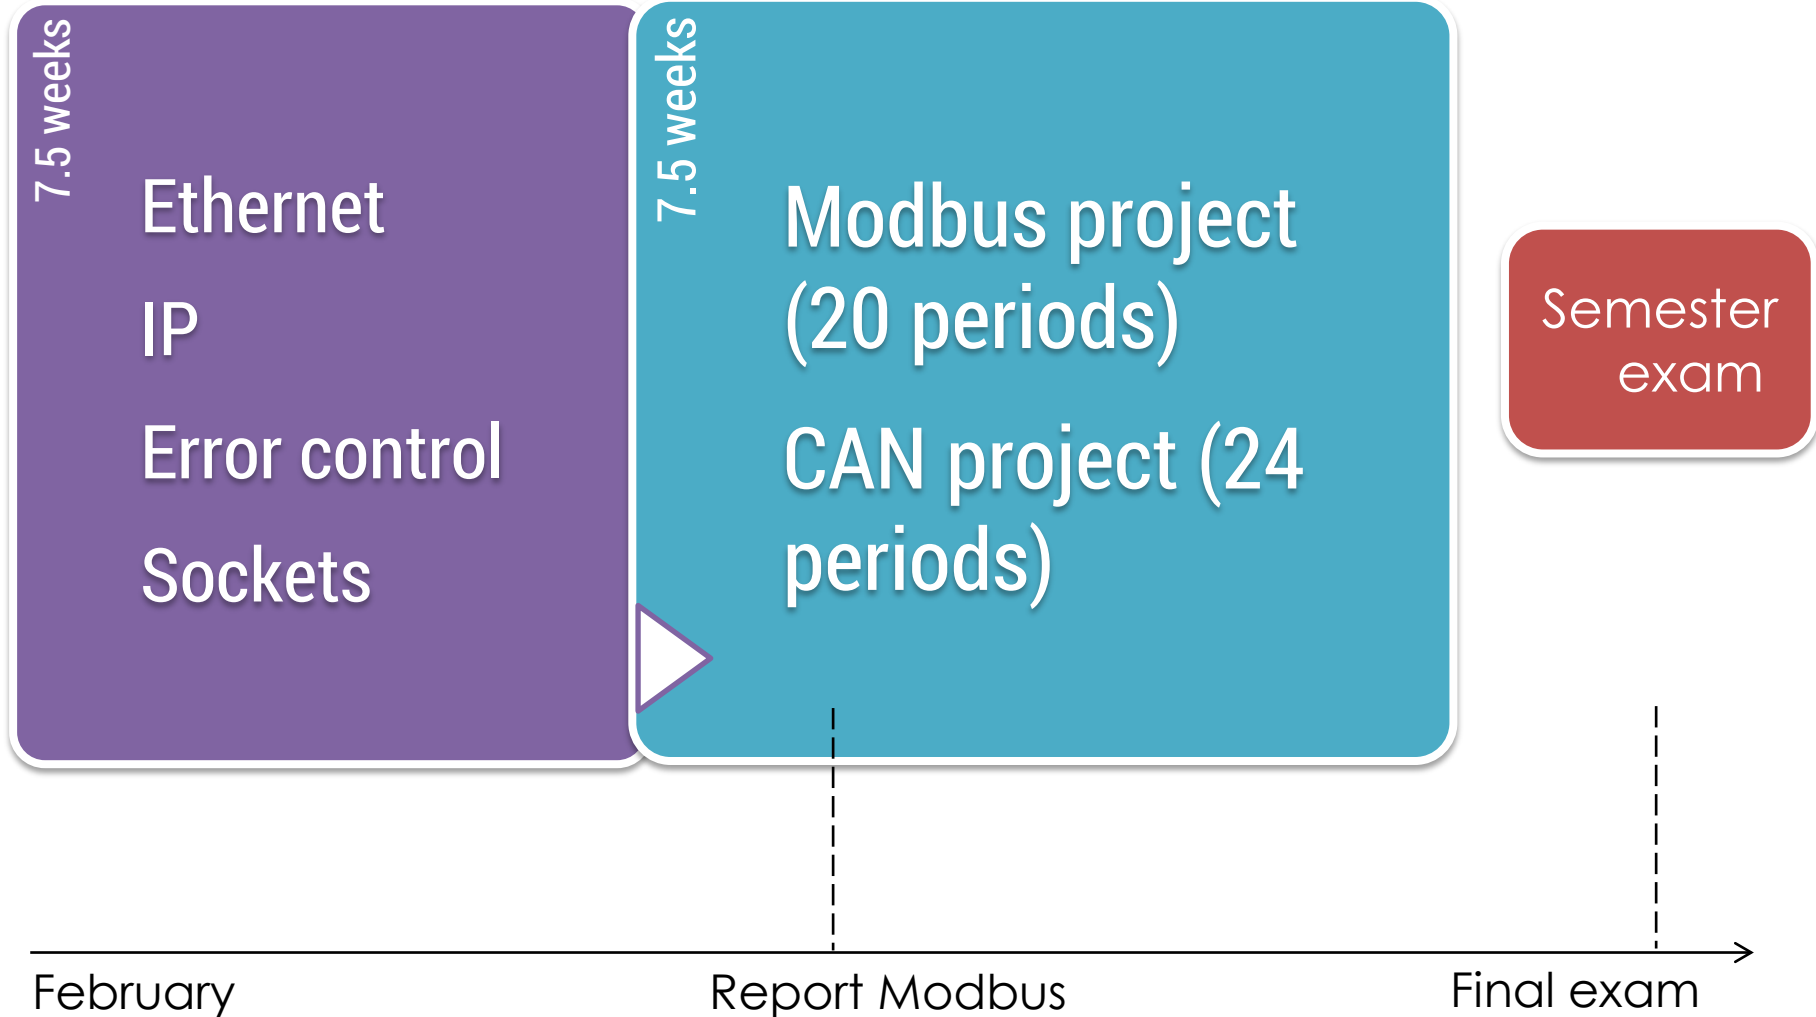 7.5 weeks
Ethernet
IP
Error control
Sockets
7.5 weeks
Modbus project
(20 periods)
CAN project (24
periods)
Semester
exam
February
Report Modbus
Final exam